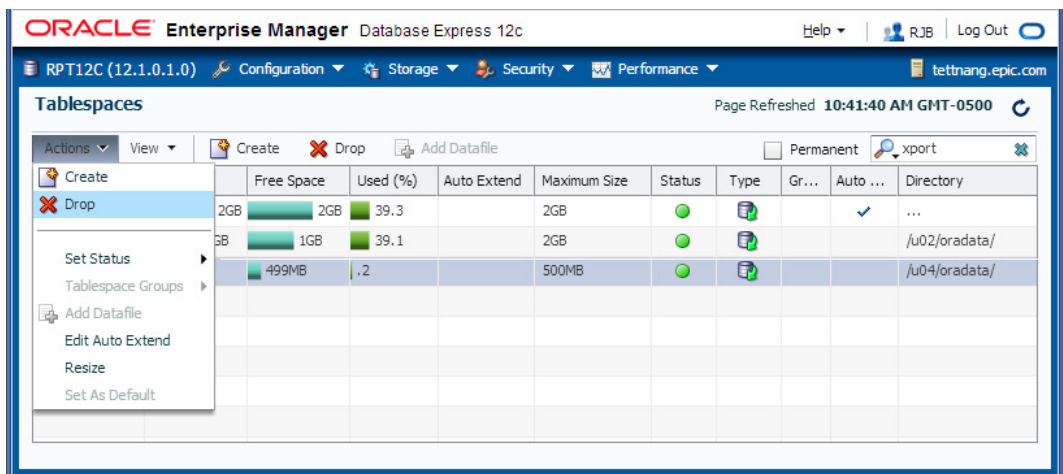 ORACLE Enterprise Manager Database Express 12c Help RJB Log Out
RPT12C (12.1.0.1.0) Configuration Storage Security Performance tettnang.epic.com
Tablespaces Page Refreshed 10:41:40 AM GMT-0500
Actions View Create Drop Add Datafile Permanent xport
Create
Drop
Set Status
Tablespace Groups
Add Datafile
Edit Auto Extend
Resize
Set As Default
Free Space Used (%) Auto Extend Maximum Size Status Type Gr... Auto ... Directory
2GB 2GB 39.3 2GB ...
GB 1GB 39.1 2GB /u02/oradata/
499MB .2 500MB /u04/oradata/